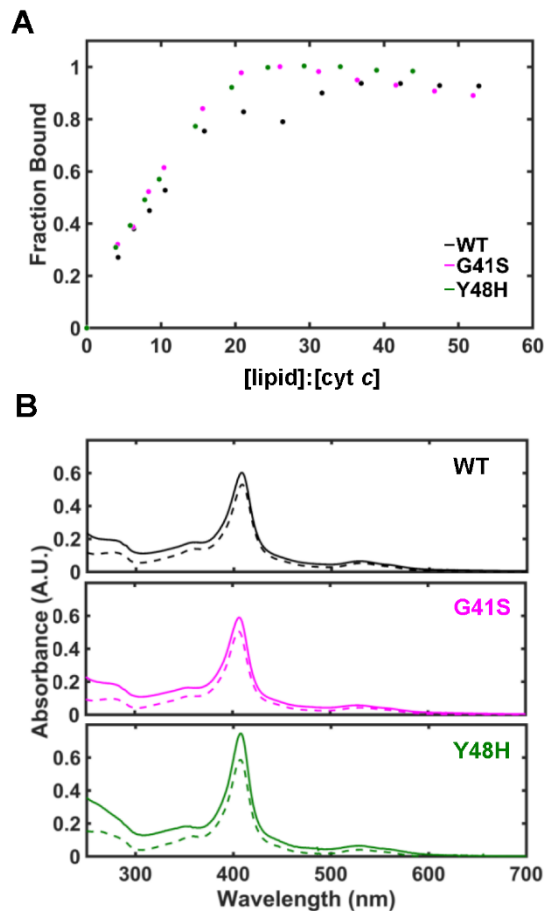 A
Fraction Bound
1
0.8
0.6
0.4
0.2
0
WT
G41S
Y48H
0 10 20 30 40 50 60
[lipid]:[cyt c]
B
Absorbance (A.U.)
0.6
0.4
0.2
0
WT
0.6
0.4
0.2
0
G41S
0.6
0.4
0.2
0
Y48H
300 400 500 600 700
Wavelength (nm)